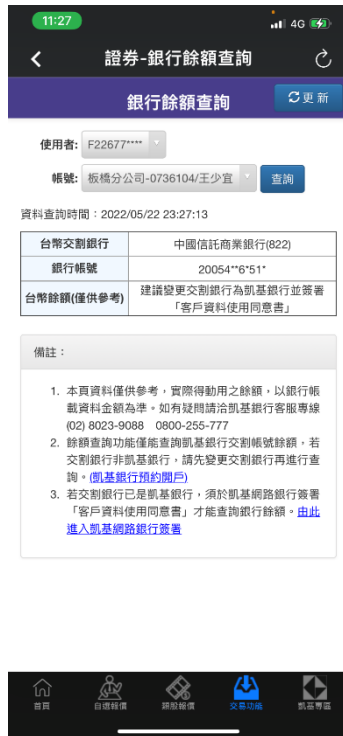 11:27
4G
證券-銀行餘額查詢
銀行餘額查詢
更新
使用者: F22677****
帳號: 板橋分公司-0736104/王少宜 查詢
資料查詢時間：2022/05/22 23:27:13
台幣交割銀行 中國信託商業銀行(822)
銀行帳號 20054**6*51*
台幣餘額(僅供參考) 建議變更交割銀行為凱基銀行並簽署
「客戶資料使用同意書」
備註：
1. 本頁資料僅供參考，實際得動用之餘額，以銀行帳
載資料金額為準。如有疑問請洽凱基銀行客服專線
(02) 8023-9088 0800-255-777
2. 餘額查詢功能僅能查詢凱基銀行交割帳號餘額，若
交割銀行非凱基銀行，請先變更交割銀行再進行查
詢。(凱基銀行預約開戶)
3. 若交割銀行已是凱基銀行，須於凱基網路銀行簽署
「客戶資料使用同意書」才能查詢銀行餘額。由此
進入凱基網路銀行簽署
首頁 自選報價 類股報價 交易功能 凱基專區